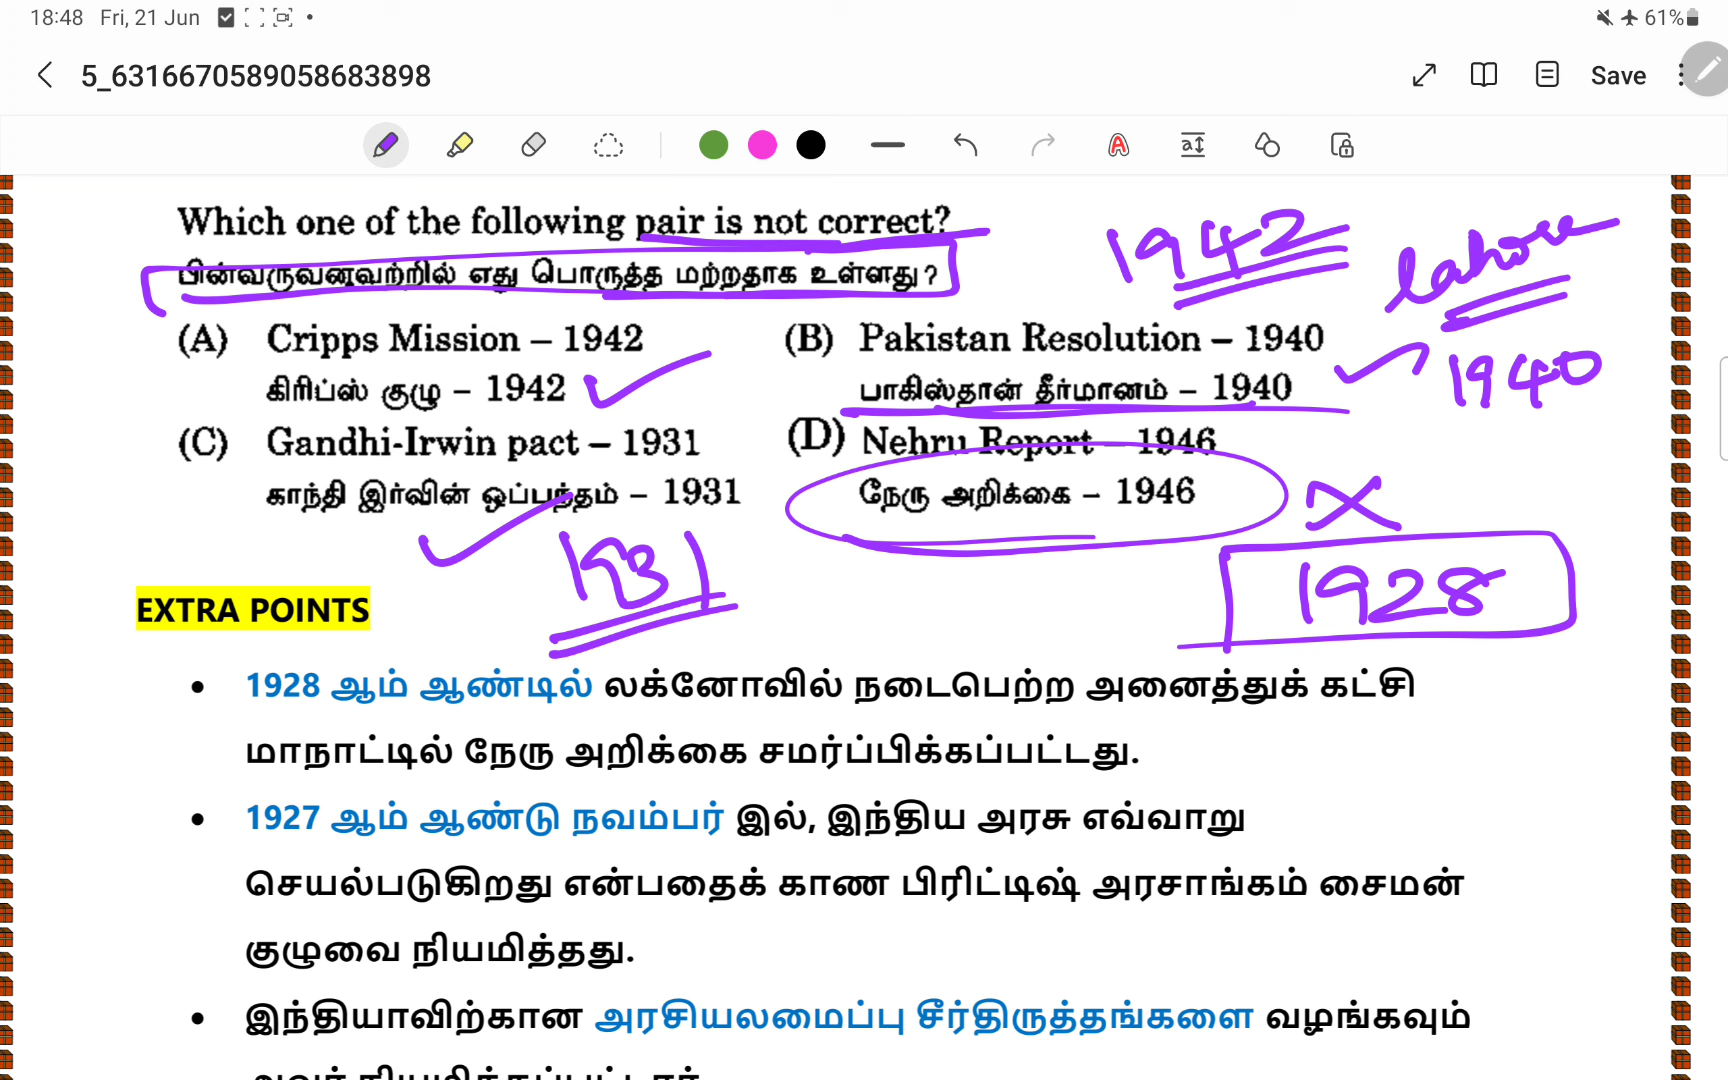 18:48 Fri, 21 Jun 61%
5_6316670589058683898 Save
Which one of the following pair is not correct?
பின்வருவனவற்றில் எது பொருத்த மற்றதாக உள்ளது?
1942
Lahore
(A) Cripps Mission – 1942 (B) Pakistan Resolution – 1940
கிரிப்ஸ் குழு – 1942 பாகிஸ்தான் தீர்மானம் – 1940
1940
(C) Gandhi-Irwin pact – 1931 (D) Nehru Report – 1946
காந்தி இர்வின் ஒப்பந்தம் – 1931 நேரு அறிக்கை – 1946
1931
1928
EXTRA POINTS
• 1928 ஆம் ஆண்டில் லக்னோவில் நடைபெற்ற அனைத்துக் கட்சி
மாநாட்டில் நேரு அறிக்கை சமர்ப்பிக்கப்பட்டது.
• 1927 ஆம் ஆண்டு நவம்பர் இல், இந்திய அரசு எவ்வாறு
செயல்படுகிறது என்பதைக் காண பிரிட்டிஷ் அரசாங்கம் சைமன்
குழுவை நியமித்தது.
• இந்தியாவிற்கான அரசியலமைப்பு சீர்திருத்தங்களை வழங்கவும்